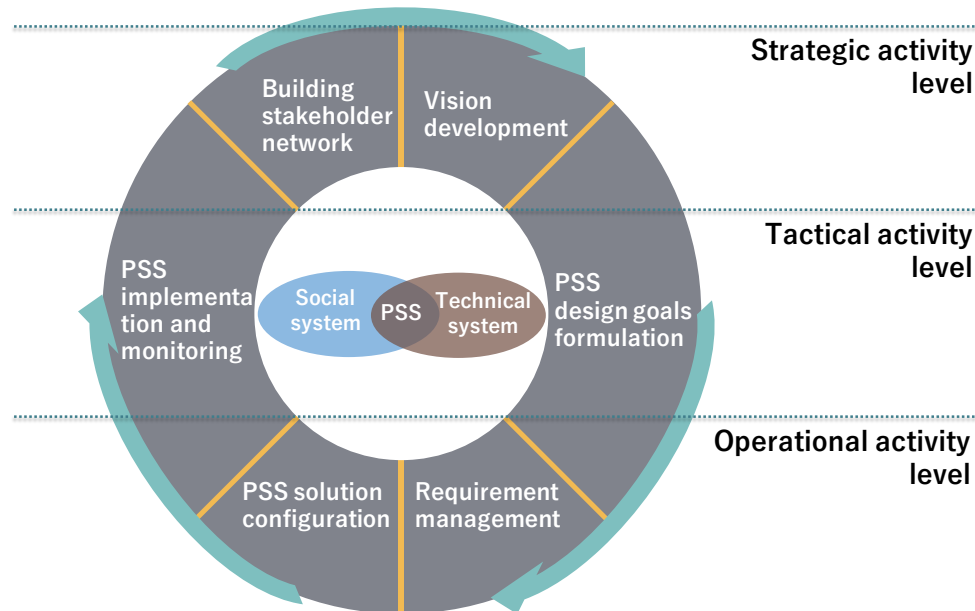 Strategic activity
level
Building
stakeholder
network
Vision
development
Tactical activity
level
PSS
implementa
tion and
monitoring
Social
system
PSS
Technical
system
PSS
design goals
formulation
Operational activity
level
PSS solution
configuration
Requirement
management